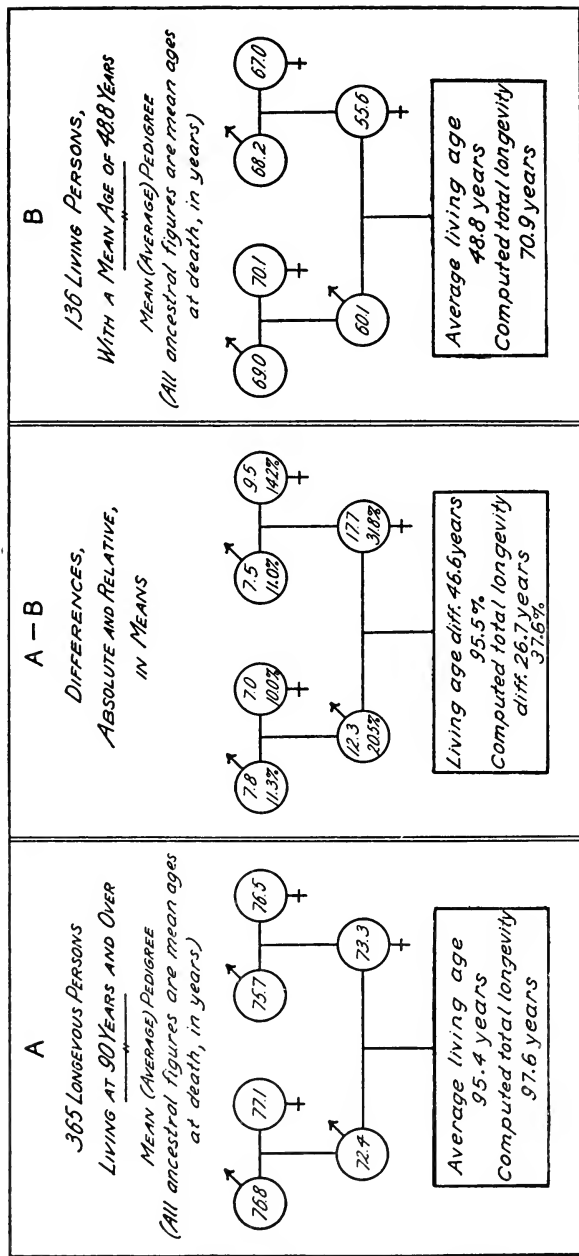 A
365 LONGEVOUS PERSONS
LIVING AT 90 YEARS AND OVER
MEAN (AVERAGE) PEDIGREE
(All ancestral figures are mean ages
at death, in years)
76.8
77.1
75.7
76.5
72.4
73.3
Average living age
95.4 years
Computed total longevity
97.6 years
A – B
DIFFERENCES,
ABSOLUTE AND RELATIVE,
IN MEANS
7.8
11.3%
7.0
10.0%
7.5
11.0%
9.5
14.2%
12.3
20.5%
17.7
31.8%
Living age diff. 46.6 years
95.5%
Computed total longevity
diff. 26.7 years
37.6%
B
136 LIVING PERSONS,
WITH A MEAN AGE OF 48.8 YEARS
MEAN (AVERAGE) PEDIGREE
(All ancestral figures are mean ages
at death, in years)
69.0
70.1
68.2
67.0
60.1
55.6
Average living age
48.8 years
Computed total longevity
70.9 years